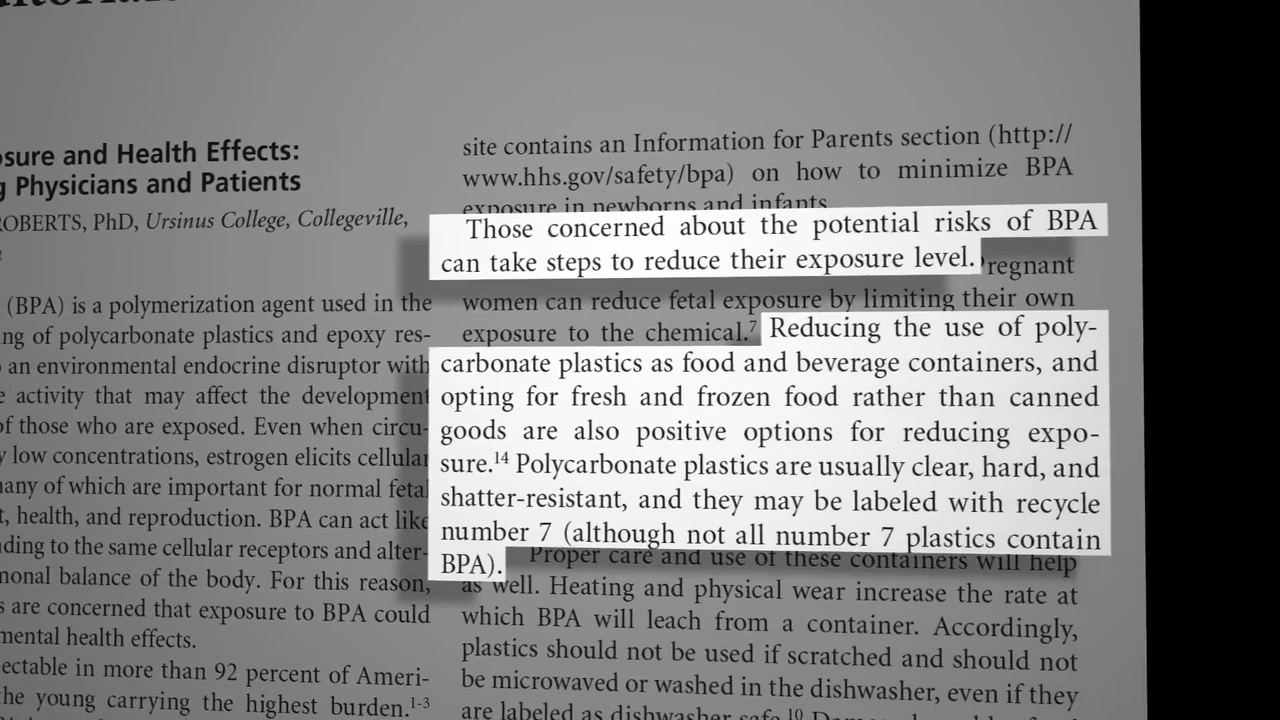 sure and Health Effects:
Physicians and Patients
ROBERTS, PhD, Ursinus College, Collegeville,
(BPA) is a polymerization agent used in the
ng of polycarbonate plastics and epoxy res-
an environmental endocrine disruptor with
activity that may affect the development
of those who are exposed. Even when circu-
low concentrations, estrogen elicits cellular
many of which are important for normal fetal
health, and reproduction. BPA can act like
ding to the same cellular receptors and alter-
monal balance of the body. For this reason,
are concerned that exposure to BPA could
mental health effects.
ectable in more than 92 percent of Ameri-
the young carrying the highest burden.1-3
site contains an Information for Parents section (http://
www.hhs.gov/safety/bpa) on how to minimize BPA
exposure in newborns and infants.
Those concerned about the potential risks of BPA
can take steps to reduce their exposure level. regnant
women can reduce fetal exposure by limiting their own
exposure to the chemical.7 Reducing the use of poly-
carbonate plastics as food and beverage containers, and
opting for fresh and frozen food rather than canned
goods are also positive options for reducing expo-
sure.14 Polycarbonate plastics are usually clear, hard, and
shatter-resistant, and they may be labeled with recycle
number 7 (although not all number 7 plastics contain
BPA). Proper care and use of these containers will help
as well. Heating and physical wear increase the rate at
which BPA will leach from a container. Accordingly,
plastics should not be used if scratched and should not
be microwaved or washed in the dishwasher, even if they
are labeled as dishwasher safe.10